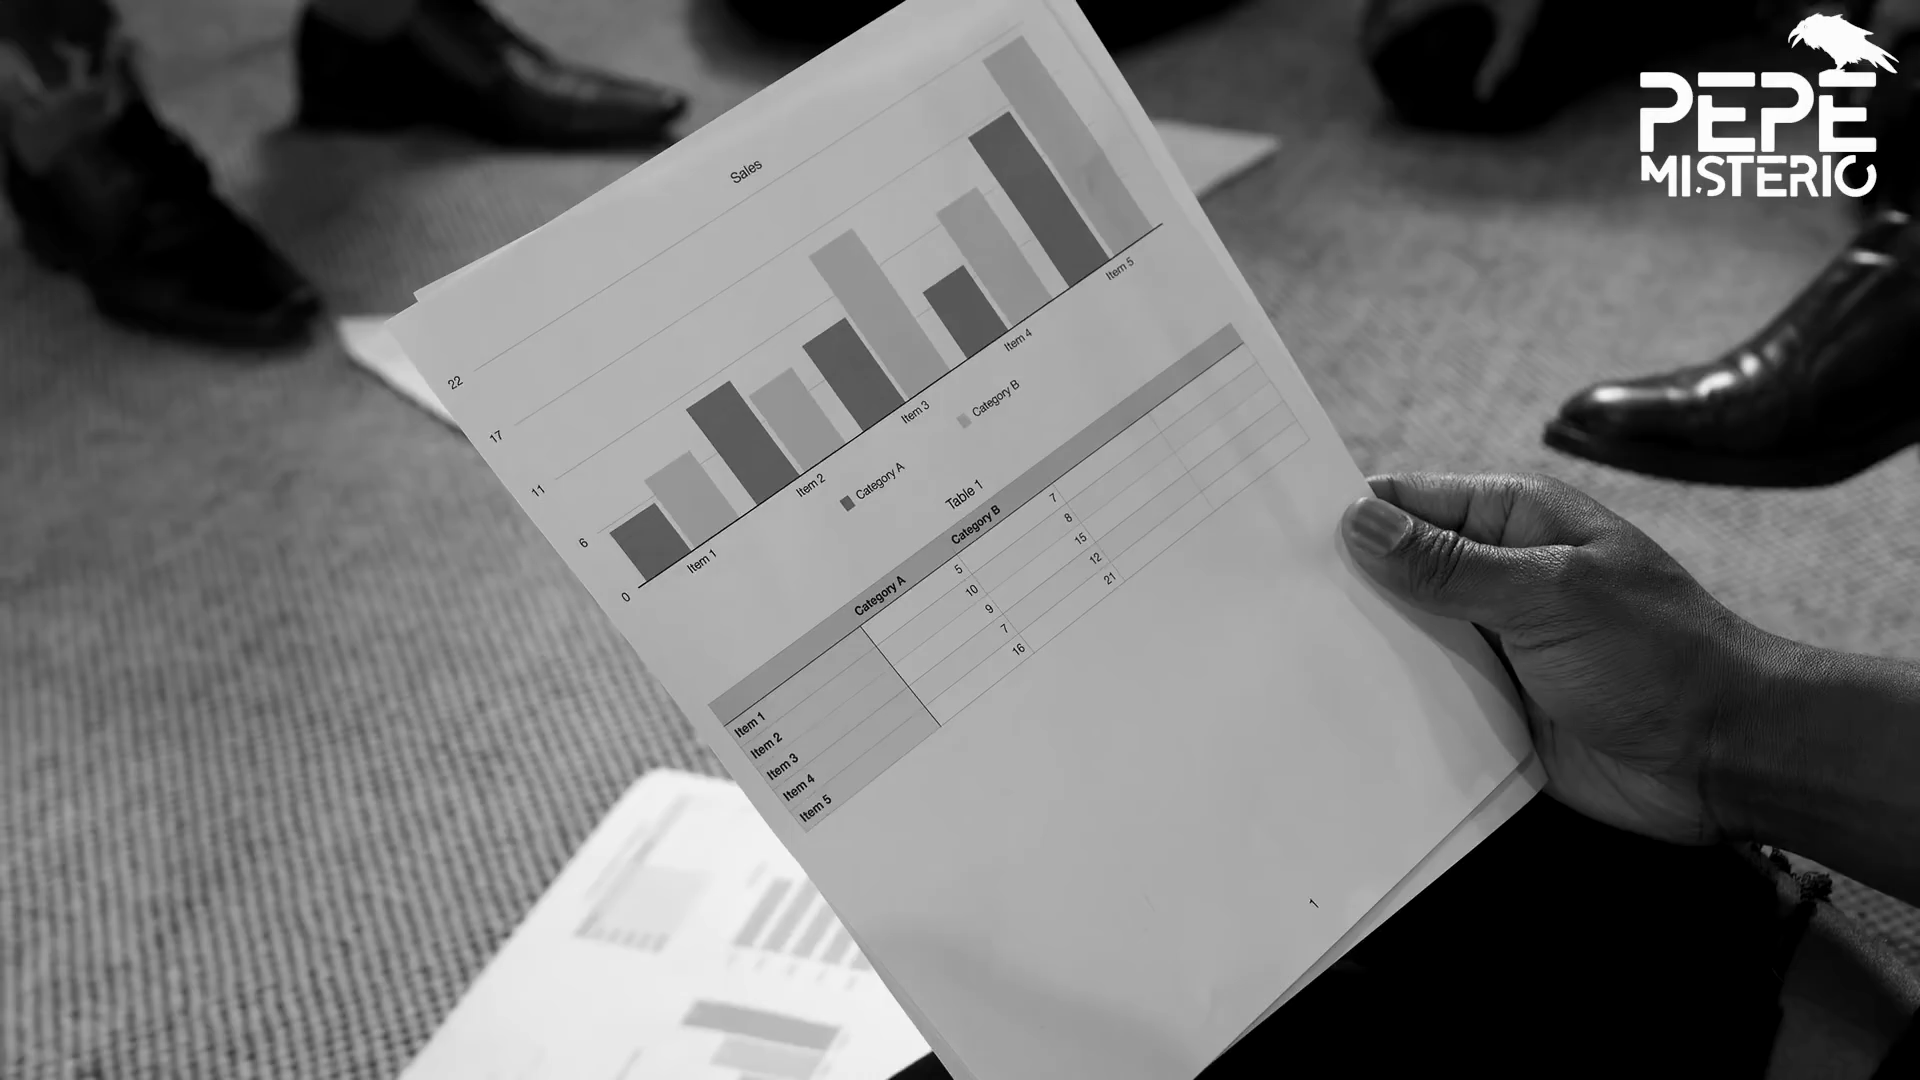 PEPE
MISTERIO
Sales
22
17
11
6
0
Item 1
Item 2
Item 3
Item 4
Item 5
Category A
Category B
Table 1
Category A Category B
Item 1 5 7
Item 2 10 8
Item 3 9 15
Item 4 7 12
Item 5 16 21
1